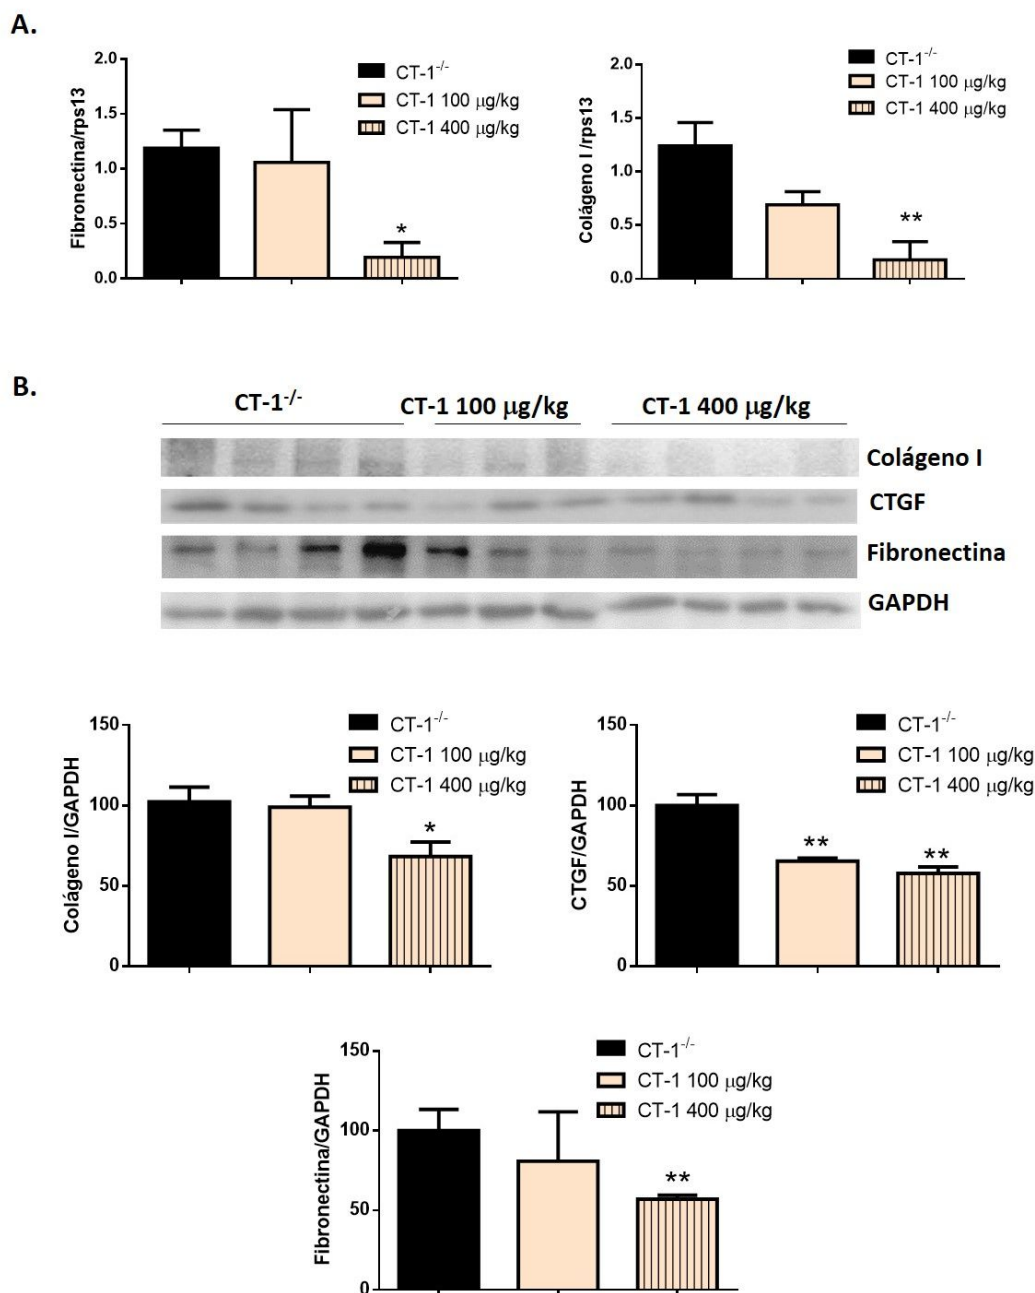 A.
Fibronectina/rps13
2.0
1.5
1.0
0.5
0.0
CT-1-/-
CT-1 100 µg/kg
CT-1 400 µg/kg
*
Colágeno I /rps13
2.0
1.5
1.0
0.5
0.0
CT-1-/-
CT-1 100 µg/kg
CT-1 400 µg/kg
**
B.
CT-1-/- CT-1 100 µg/kg CT-1 400 µg/kg
Colágeno I
CTGF
Fibronectina
GAPDH
Colágeno I/GAPDH
150
100
50
0
CT-1-/-
CT-1 100 µg/kg
CT-1 400 µg/kg
*
CTGF/GAPDH
150
100
50
0
CT-1-/-
CT-1 100 µg/kg
CT-1 400 µg/kg
**
**
Fibronectina/GAPDH
150
100
50
0
CT-1-/-
CT-1 100 µg/kg
CT-1 400 µg/kg
**